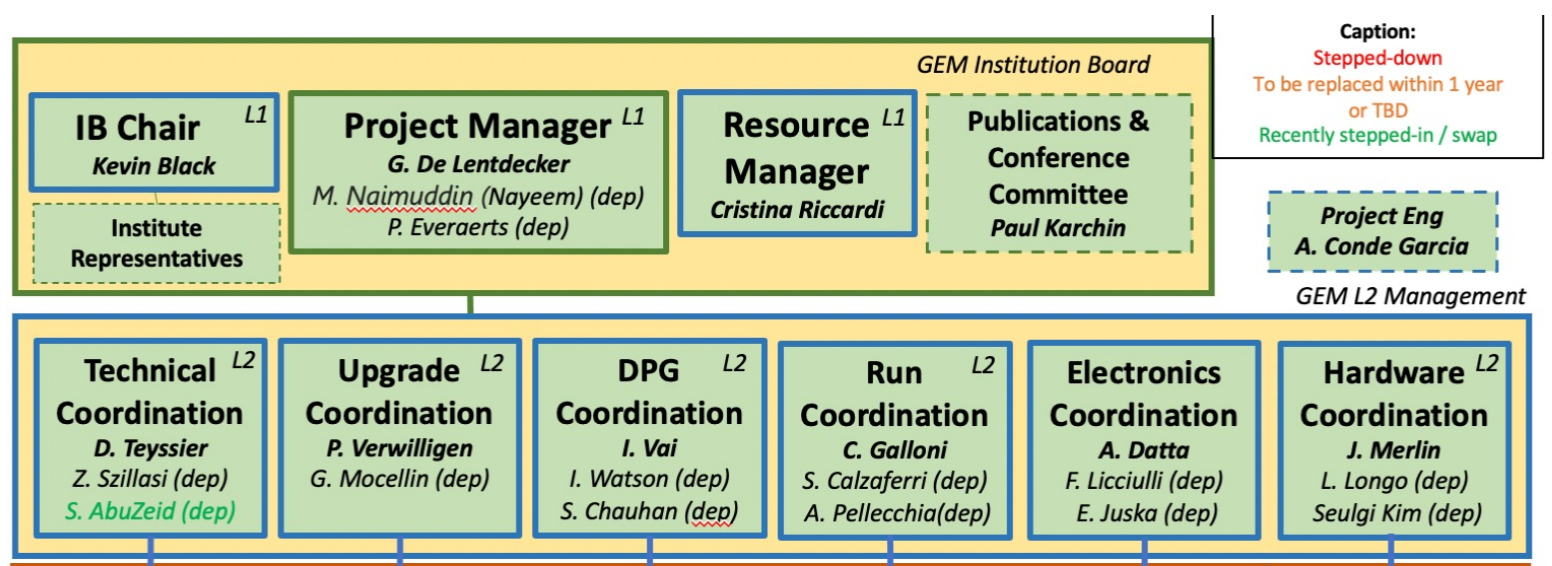 GEM Institution Board
IB Chair L1
Kevin Black
Institute
Representatives
Project Manager L1
G. De Lentdecker
M. Naimuddin (Nayeem) (dep)
P. Everaerts (dep)
Resource L1
Manager
Cristina Riccardi
Publications &
Conference
Committee
Paul Karchin
Caption:
Stepped-down
To be replaced within 1 year
or TBD
Recently stepped-in / swap
Project Eng
A. Conde Garcia
GEM L2 Management
Technical L2
Coordination
D. Teyssier
Z. Szillasi (dep)
S. AbuZeid (dep)
Upgrade L2
Coordination
P. Verwilligen
G. Mocellin (dep)
DPG L2
Coordination
I. Vai
I. Watson (dep)
S. Chauhan (dep)
Run L2
Coordination
C. Galloni
S. Calzaferri (dep)
A. Pellecchia(dep)
Electronics
Coordination
A. Datta
F. Licciulli (dep)
E. Juska (dep)
Hardware L2
Coordination
J. Merlin
L. Longo (dep)
Seulgi Kim (dep)